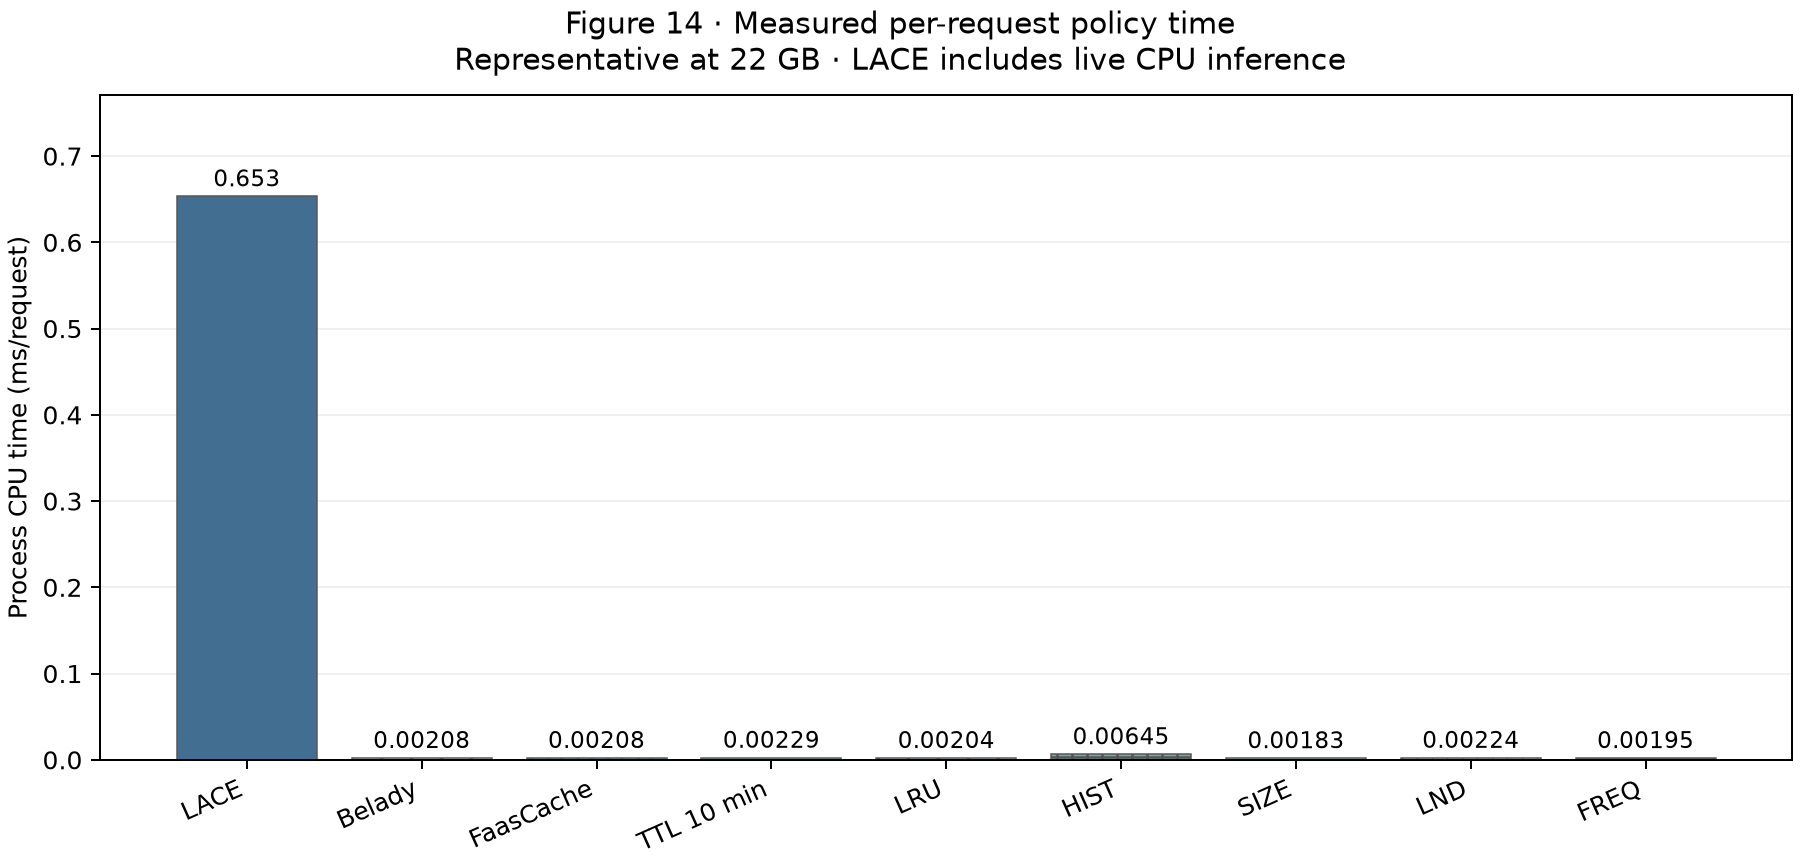 Figure 14 · Measured per-request policy time
Representative at 22 GB · LACE includes live CPU inference
Process CPU time (ms/request)
0.7
0.6
0.5
0.4
0.3
0.2
0.1
0.0
0.653
0.00208
0.00208
0.00229
0.00204
0.00645
0.00183
0.00224
0.00195
LACE
Belady
FaasCache
TTL 10 min
LRU
HIST
SIZE
LND
FREQ